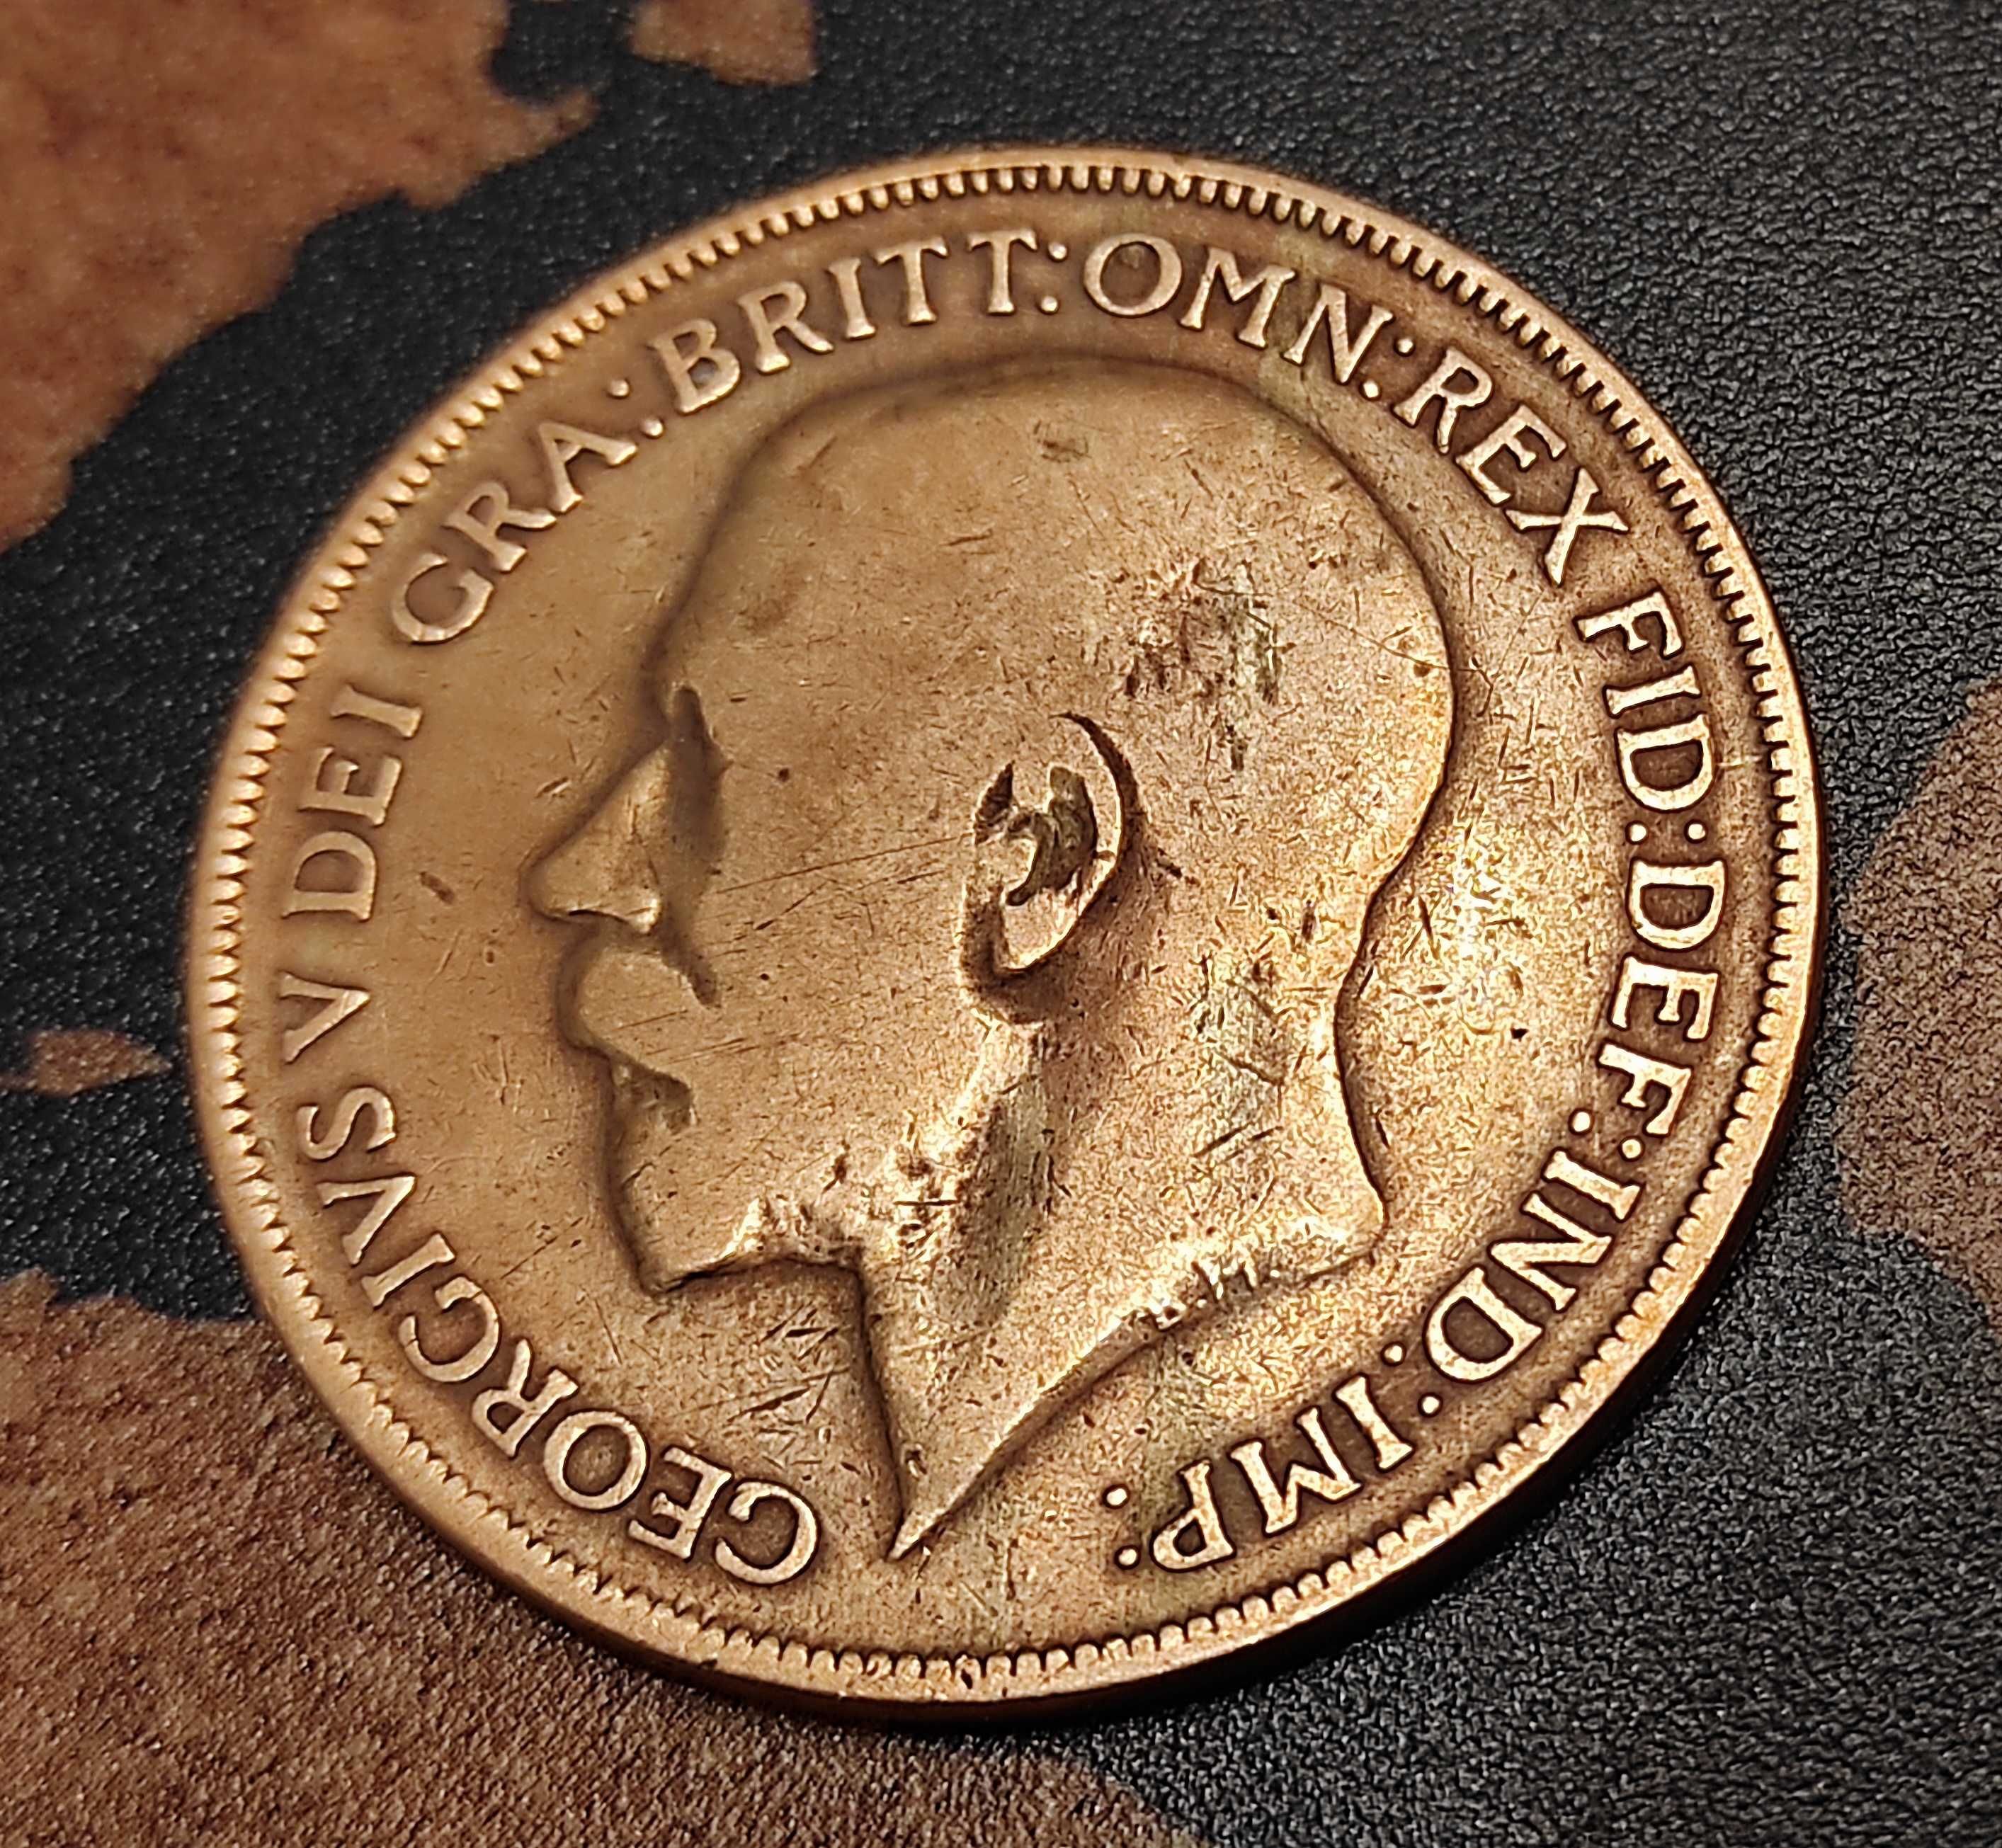 GEORGIVS V DEI GRA: BRITT: OMN: REX FID: DEF: IND: IMP:
B.M.